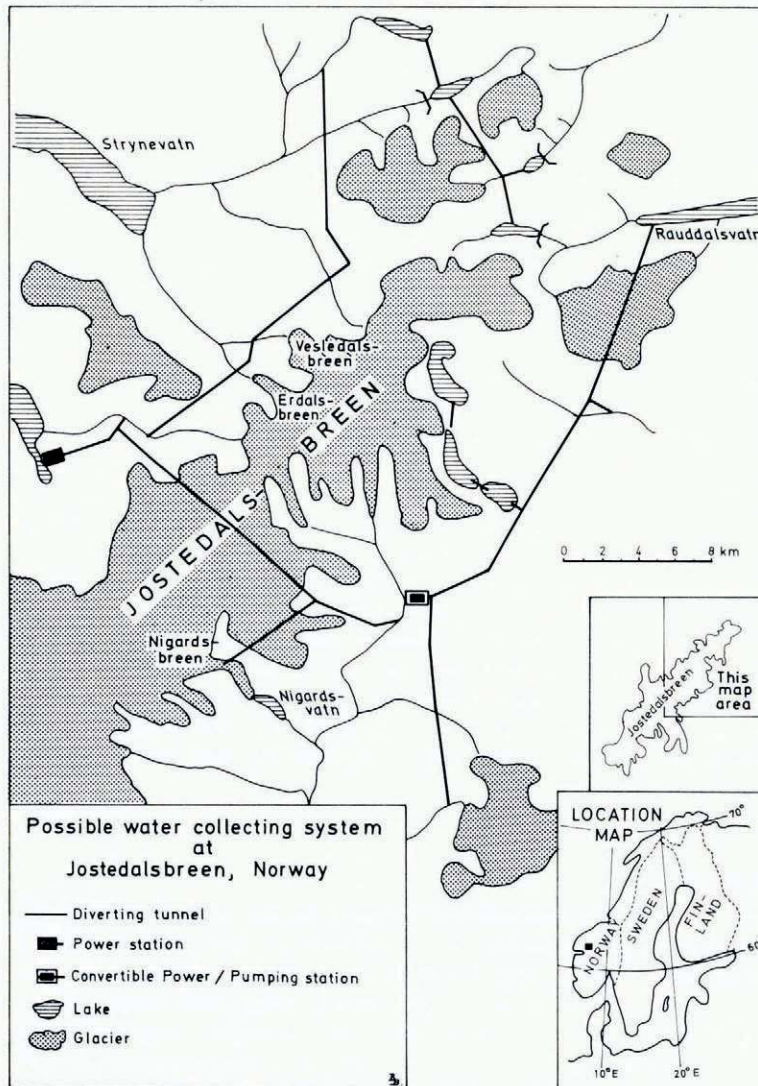 Strynevatn
Rauddalsvatn
Vesledals-
breen
Erdals-
breen
JOSTEDALS-
BREEN
0 2 4 6 8 km
Nigards-
breen
Nigards-
vatn
Jostedalsbreen
This
map
area
Possible water collecting system
at
Jostedalsbreen, Norway
Diverting tunnel
Power station
Convertible Power / Pumping station
Lake
Glacier
LOCATION
MAP
70°
NORWAY
SWEDEN
FIN-
LAND
10°E
20°E